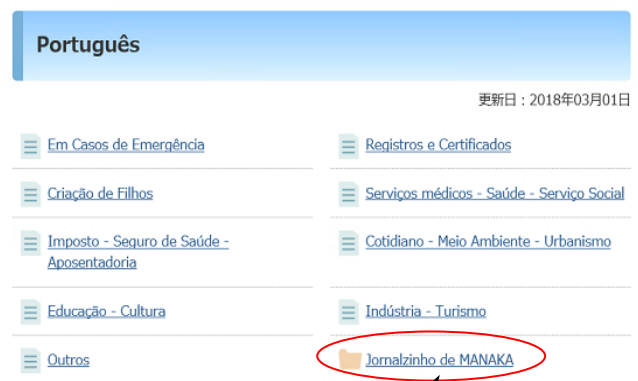 Português
更新日：2018年03月01日
Em Casos de Emergência
Registros e Certificados
Criação de Filhos
Serviços médicos - Saúde - Serviço Social
Imposto - Seguro de Saúde -
Aposentadoria
Cotidiano - Meio Ambiente - Urbanismo
Educação - Cultura
Indústria - Turismo
Outros
Jornalzinho de MANAKA